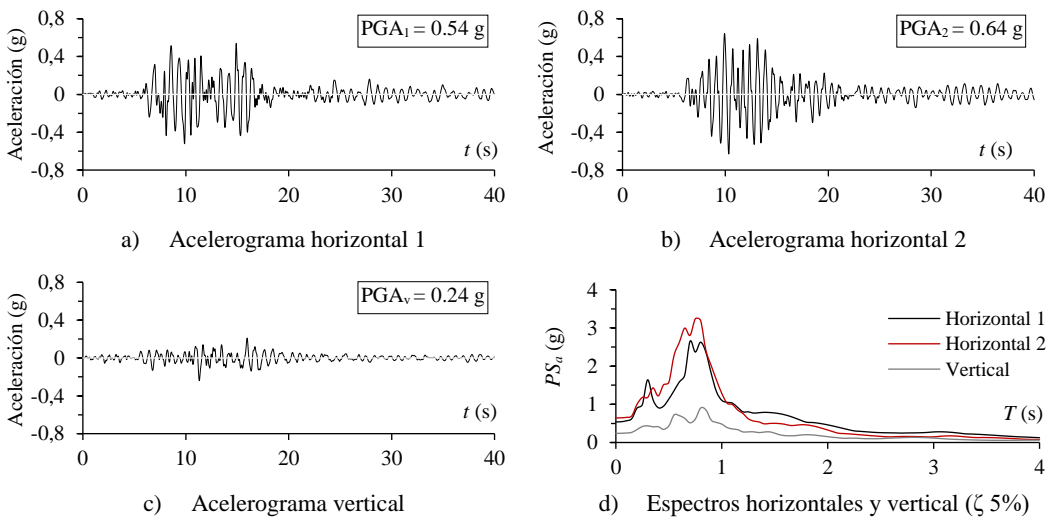 Aceleración (g)
0,8
0,4
0
-0,4
-0,8
PGA1 = 0.54 g
t (s)
0 10 20 30 40
a) Acelerograma horizontal 1
Aceleración (g)
0,8
0,4
0
-0,4
-0,8
PGA2 = 0.64 g
t (s)
0 10 20 30 40
b) Acelerograma horizontal 2
Aceleración (g)
0,8
0,4
0
-0,4
-0,8
PGAv = 0.24 g
t (s)
0 10 20 30 40
c) Acelerograma vertical
PSa (g)
4
3
2
1
0
Horizontal 1
Horizontal 2
Vertical
T (s)
0 1 2 3 4
d) Espectros horizontales y vertical (ζ 5%)